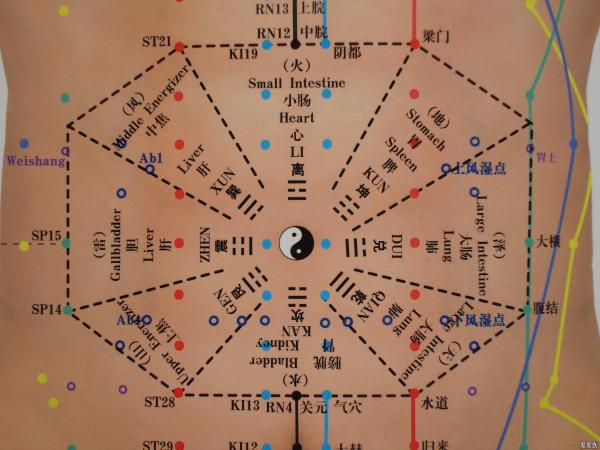 RN13 上脘
RN12 中脘
ST21
KI19
阴都
梁门
(火)
Small Intestine
小肠
Heart
心
LI
离
(风)
Middle Energizer
中焦
Liver
肝
XUN
巽
(地)
Stomach
胃
Spleen
脾
KUN
坤
Weishang
Ab1
上风湿点
胃上
SP15
(雷)
Gallbladder
胆
Liver
肝
ZHEN
震
兑
DUI
肺
Lung
大肠
Large Intestine
(泽)
大横
SP14
(山)
Upper Energizer
上焦
GEN
艮
坎
KAN
肾
Kidney
膀胱
Bladder
(水)
乾
QIAN
肺
Lung
大肠
Large Intestine
下风湿点
腹结
ST28
KI13
RN4
关元
气穴
水道
ST29
KI12
归来